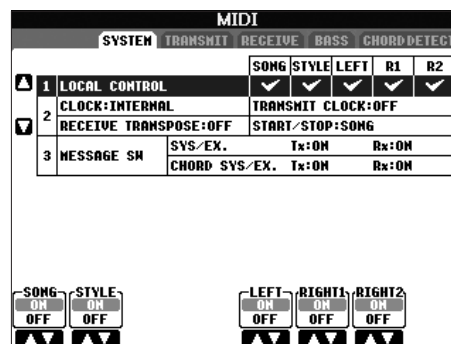 MIDI
SYSTEM TRANSMIT RECEIVE BASS CHORD DETECT
SONG STYLE LEFT R1 R2
1 LOCAL CONTROL
2 CLOCK:INTERNAL TRANSMIT CLOCK:OFF
RECEIVE TRANSPOSE:OFF START/STOP:SONG
3 MESSAGE SW SYS/EX. Tx:ON Rx:ON
CHORD SYS/EX. Tx:ON Rx:ON
SONG STYLE LEFT RIGHT1 RIGHT2
ON ON ON ON ON
OFF OFF OFF OFF OFF